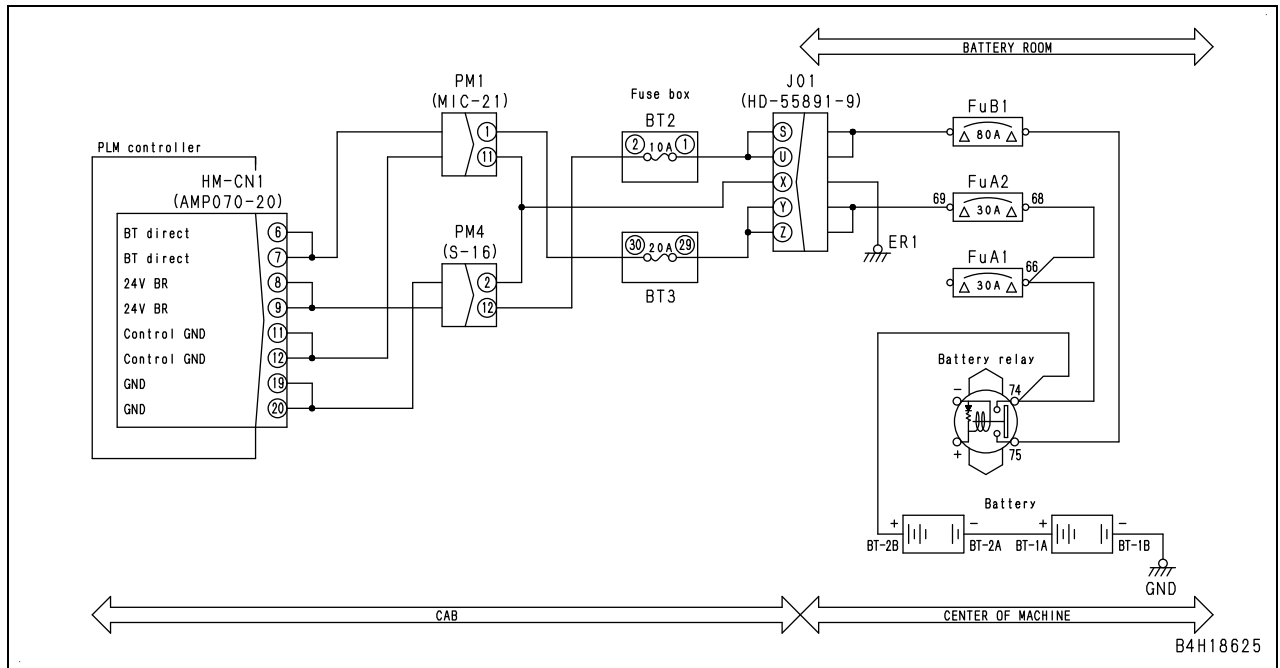 BATTERY ROOM
J01
(HD-55891-9)
PM1
(MIC-21)
Fuse box
BT2
2 10A 1
FuB1
80A
1
11
S
U
X
Y
Z
PLM controller
HM-CN1
(AMP070-20)
FuA2
69 30A 68
PM4
(S-16)
30 20A 29
BT3
ER1
FuA1
66
30A
BT direct 6
BT direct 7
24V BR 8
24V BR 9
Control GND 11
Control GND 12
GND 19
GND 20
2
12
Battery relay
- 74
+ 75
Battery
+ - + -
BT-2B BT-2A BT-1A BT-1B
GND
CAB
CENTER OF MACHINE
B4H18625